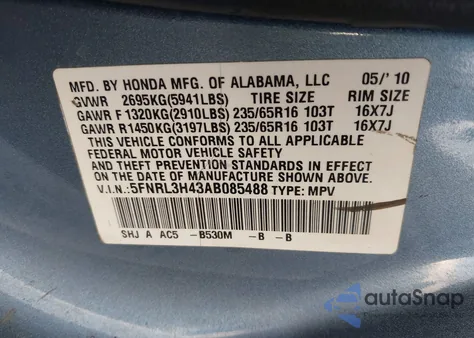 MFD. BY HONDA MFG. OF ALABAMA, LLC 05/' 10
GVWR 2695KG(5941LBS) TIRE SIZE RIM SIZE
GAWR F 1320KG(2910LBS) 235/65R16 103T 16X7J
GAWR R1450KG(3197LBS) 235/65R16 103T 16X7J
THIS VEHICLE CONFORMS TO ALL APPLICABLE
FEDERAL MOTOR VEHICLE SAFETY
AND THEFT PREVENTION STANDARDS IN EFFECT ON
THE DATE OF MANUFACTURE SHOWN ABOVE.
V.I.N: 5FNRL3H43AB085488 TYPE: MPV
SHJ A AC5 -B530M -B -B
autoSnap